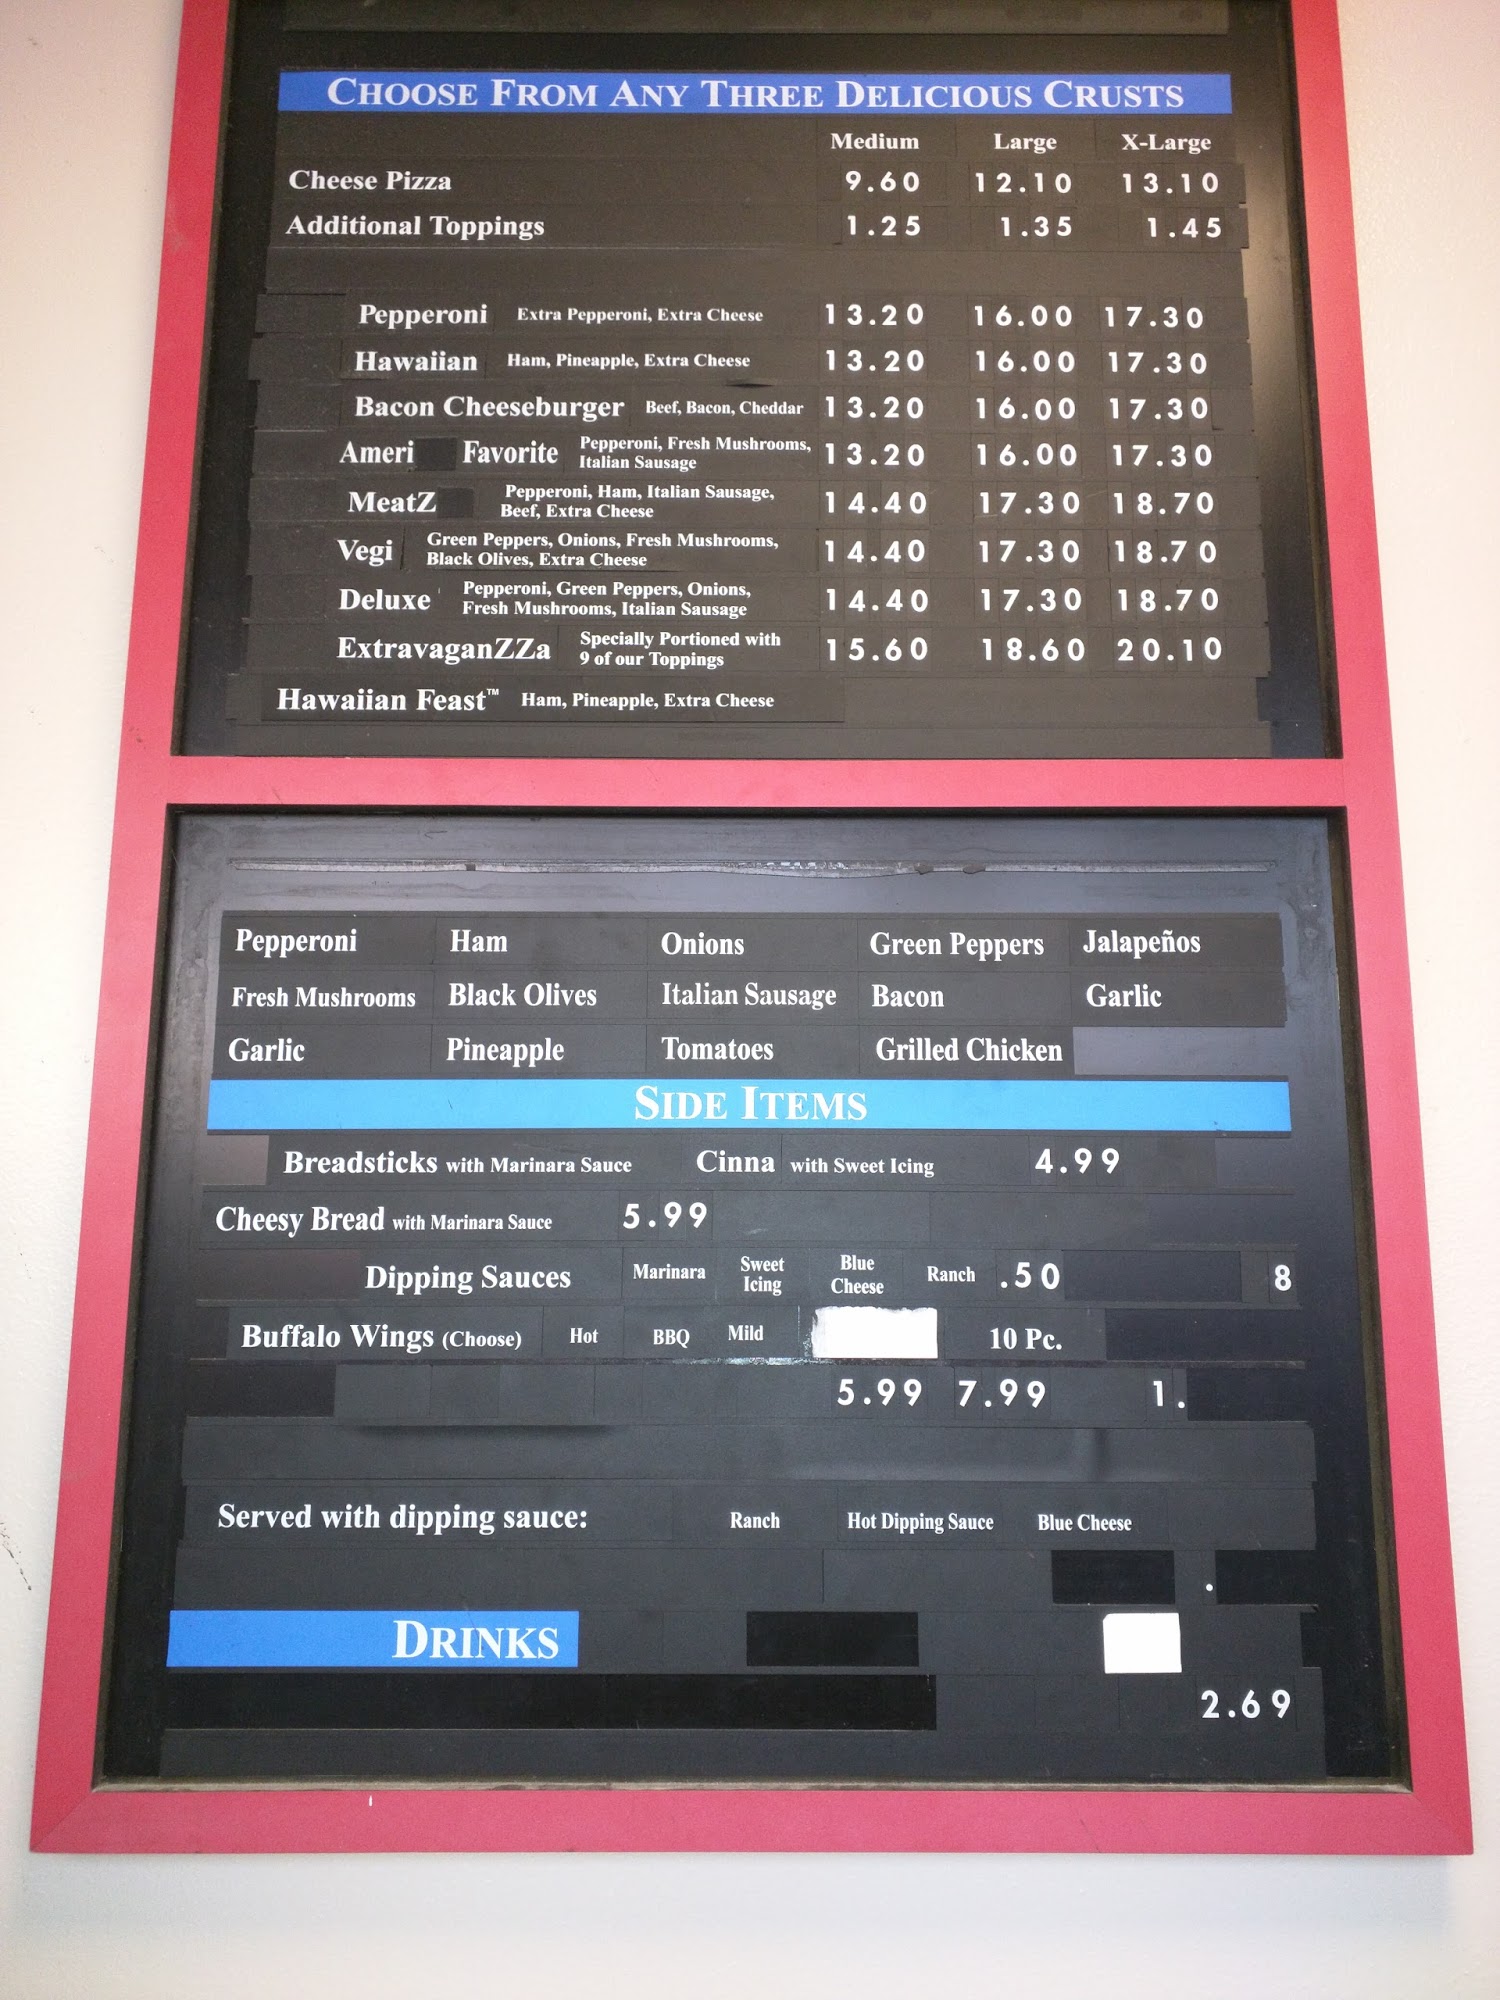 CHOOSE FROM ANY THREE DELICIOUS CRUSTS
Medium Large X-Large
Cheese Pizza 9.60 12.10 13.10
Additional Toppings 1.25 1.35 1.45
Pepperoni Extra Pepperoni, Extra Cheese 13.20 16.00 17.30
Hawaiian Ham, Pineapple, Extra Cheese 13.20 16.00 17.30
Bacon Cheeseburger Beef, Bacon, Cheddar 13.20 16.00 17.30
Ameri Favorite Pepperoni, Fresh Mushrooms,
Italian Sausage 13.20 16.00 17.30
MeatZ Pepperoni, Ham, Italian Sausage,
Beef, Extra Cheese 14.40 17.30 18.70
Vegi Green Peppers, Onions, Fresh Mushrooms,
Black Olives, Extra Cheese 14.40 17.30 18.70
Deluxe Pepperoni, Green Peppers, Onions,
Fresh Mushrooms, Italian Sausage 14.40 17.30 18.70
ExtravaganZZa Specially Portioned with
9 of our Toppings 15.60 18.60 20.10
Hawaiian Feast™ Ham, Pineapple, Extra Cheese
Pepperoni Ham Onions Green Peppers Jalapeños
Fresh Mushrooms Black Olives Italian Sausage Bacon Garlic
Garlic Pineapple Tomatoes Grilled Chicken
SIDE ITEMS
Breadsticks with Marinara Sauce Cinna with Sweet Icing 4.99
Cheesy Bread with Marinara Sauce 5.99
Dipping Sauces Marinara Sweet Icing Blue Cheese Ranch .50 8
Buffalo Wings (Choose) Hot BBQ Mild 10 Pc.
5.99 7.99 1.
Served with dipping sauce: Ranch Hot Dipping Sauce Blue Cheese
.
DRINKS
2.69